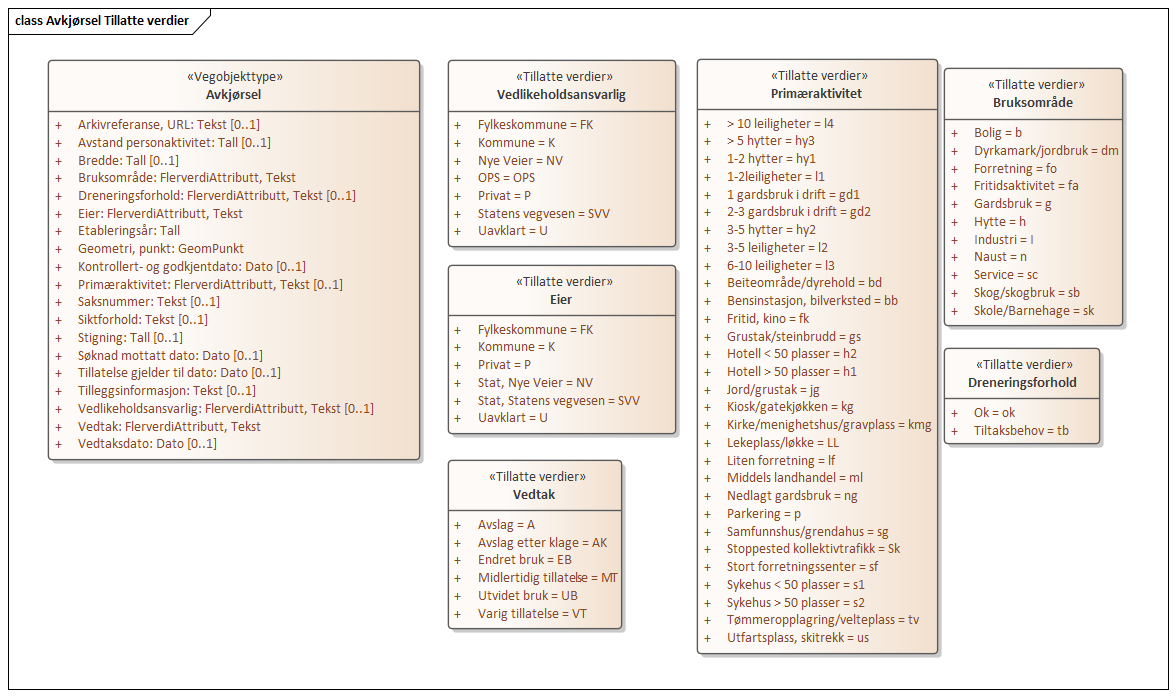 class Avkjørsel Tillatte verdier
«Vegobjekttype»
Avkjørsel
+ Arkivreferanse, URL: Tekst [0..1]
+ Avstand personaktivitet: Tall [0..1]
+ Bredde: Tall [0..1]
+ Bruksområde: FlerverdiAttributt, Tekst
+ Dreneringsforhold: FlerverdiAttributt, Tekst [0..1]
+ Eier: FlerverdiAttributt, Tekst
+ Etableringsår: Tall
+ Geometri, punkt: GeomPunkt
+ Kontrollert- og godkjentdato: Dato [0..1]
+ Primæraktivitet: FlerverdiAttributt, Tekst [0..1]
+ Saksnummer: Tekst [0..1]
+ Siktforhold: Tekst [0..1]
+ Stigning: Tall [0..1]
+ Søknad mottatt dato: Dato [0..1]
+ Tillatelse gjelder til dato: Dato [0..1]
+ Tilleggsinformasjon: Tekst [0..1]
+ Vedlikeholdsansvarlig: FlerverdiAttributt, Tekst [0..1]
+ Vedtak: FlerverdiAttributt, Tekst
+ Vedtaksdato: Dato [0..1]
«Tillatte verdier»
Vedlikeholdsansvarlig
+ Fylkeskommune = FK
+ Kommune = K
+ Nye Veier = NV
+ OPS = OPS
+ Privat = P
+ Statens vegvesen = SVV
+ Uavklart = U
«Tillatte verdier»
Eier
+ Fylkeskommune = FK
+ Kommune = K
+ Privat = P
+ Stat, Nye Veier = NV
+ Stat, Statens vegvesen = SVV
+ Uavklart = U
«Tillatte verdier»
Vedtak
+ Avslag = A
+ Avslag etter klage = AK
+ Endret bruk = EB
+ Midlertidig tillatelse = MT
+ Utvidet bruk = UB
+ Varig tillatelse = VT
«Tillatte verdier»
Primæraktivitet
+ > 10 leiligheter = l4
+ > 5 hytter = hy3
+ 1-2 hytter = hy1
+ 1-2leiligheter = l1
+ 1 gardsbruk i drift = gd1
+ 2-3 gardsbruk i drift = gd2
+ 3-5 hytter = hy2
+ 3-5 leiligheter = l2
+ 6-10 leiligheter = l3
+ Beiteområde/dyrehold = bd
+ Bensinstasjon, bilverksted = bb
+ Fritid, kino = fk
+ Grustak/steinbrudd = gs
+ Hotell < 50 plasser = h2
+ Hotell > 50 plasser = h1
+ Jord/grustak = jg
+ Kiosk/gatekjøkken = kg
+ Kirke/menighetshus/gravplass = kmg
+ Lekeplass/løkke = LL
+ Liten forretning = lf
+ Middels landhandel = ml
+ Nedlagt gardsbruk = ng
+ Parkering = p
+ Samfunnshus/grendahus = sg
+ Stoppested kollektivtrafikk = Sk
+ Stort forretningssenter = sf
+ Sykehus < 50 plasser = s1
+ Sykehus > 50 plasser = s2
+ Tømmeropplagring/velteplass = tv
+ Utfartsplass, skitrekk = us
«Tillatte verdier»
Bruksområde
+ Bolig = b
+ Dyrkamark/jordbruk = dm
+ Forretning = fo
+ Fritidsaktivitet = fa
+ Gardsbruk = g
+ Hytte = h
+ Industri = I
+ Naust = n
+ Service = sc
+ Skog/skogbruk = sb
+ Skole/Barnehage = sk
«Tillatte verdier»
Dreneringsforhold
+ Ok = ok
+ Tiltaksbehov = tb